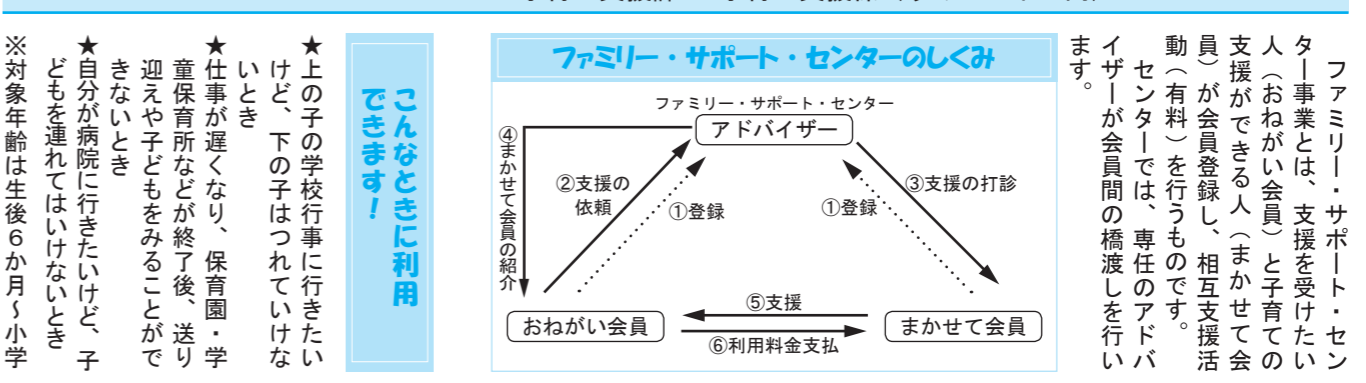 ファミリー・サポート・セン
ター事業とは、支援を受けたい
人（おねがい会員）と子育ての
支援ができる人（まかせて会
員）が会員登録し、相互支援活
動（有料）を行うものです。
センターでは、専任のアドバ
イザーが会員間の橋渡しを行い
ます。
ファミリー・サポート・センターのしくみ
ファミリー・サポート・センター
アドバイザー
④まかせて会員の紹介
②支援の
依頼
①登録
①登録
③支援の打診
おねがい会員
⑤支援
⑥利用料金支払
まかせて会員
こんなときに利用
できます！
★上の子の学校行事に行きたい
けど、下の子はつれていけな
いとき
★仕事が遅くなり、保育園・学
童保育所などが終了後、送り
迎えや子どもをみることがで
きないとき
★自分が病院に行きたいけど、子
どもを連れてはいけないとき
※対象年齢は生後６か月～小学